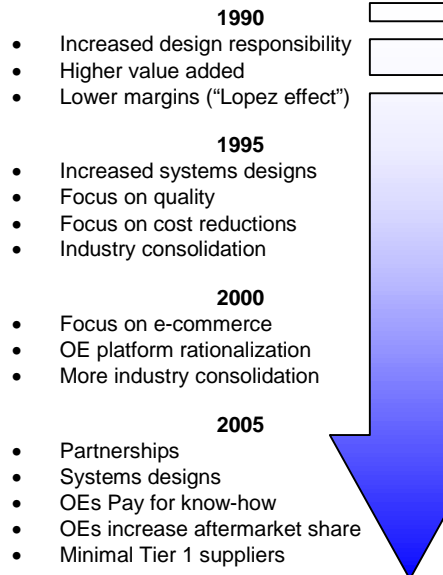 1990
• Increased design responsibility
• Higher value added
• Lower margins (“Lopez effect”)
1995
• Increased systems designs
• Focus on quality
• Focus on cost reductions
• Industry consolidation
2000
• Focus on e-commerce
• OE platform rationalization
• More industry consolidation
2005
• Partnerships
• Systems designs
• OEs Pay for know-how
• OEs increase aftermarket share
• Minimal Tier 1 suppliers